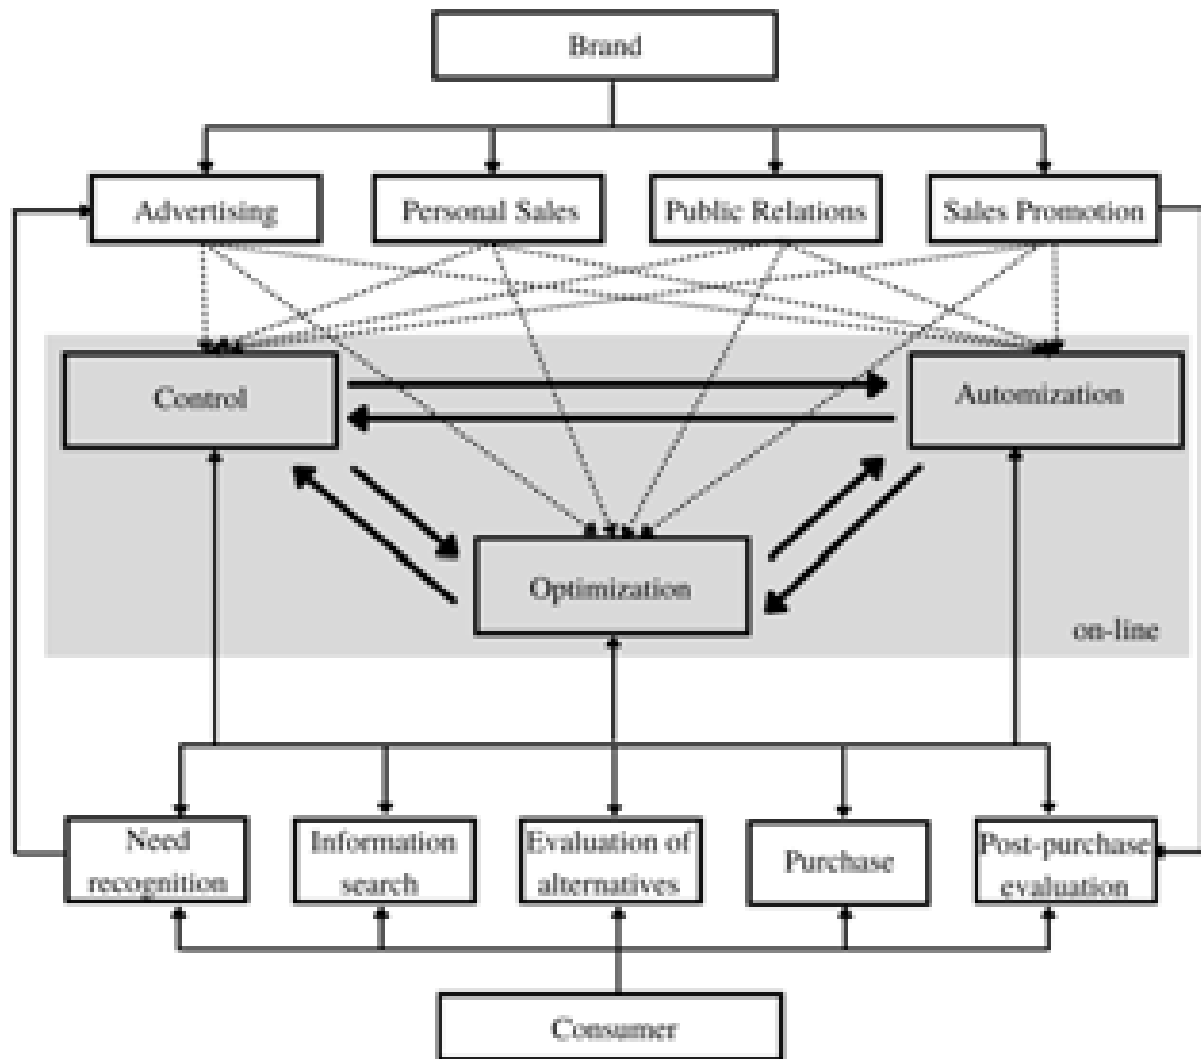 Brand
Advertising
Personal Sales
Public Relations
Sales Promotion
Control
Automization
Optimization
on-line
Need
recognition
Information
search
Evaluation of
alternatives
Purchase
Post-purchase
evaluation
Consumer